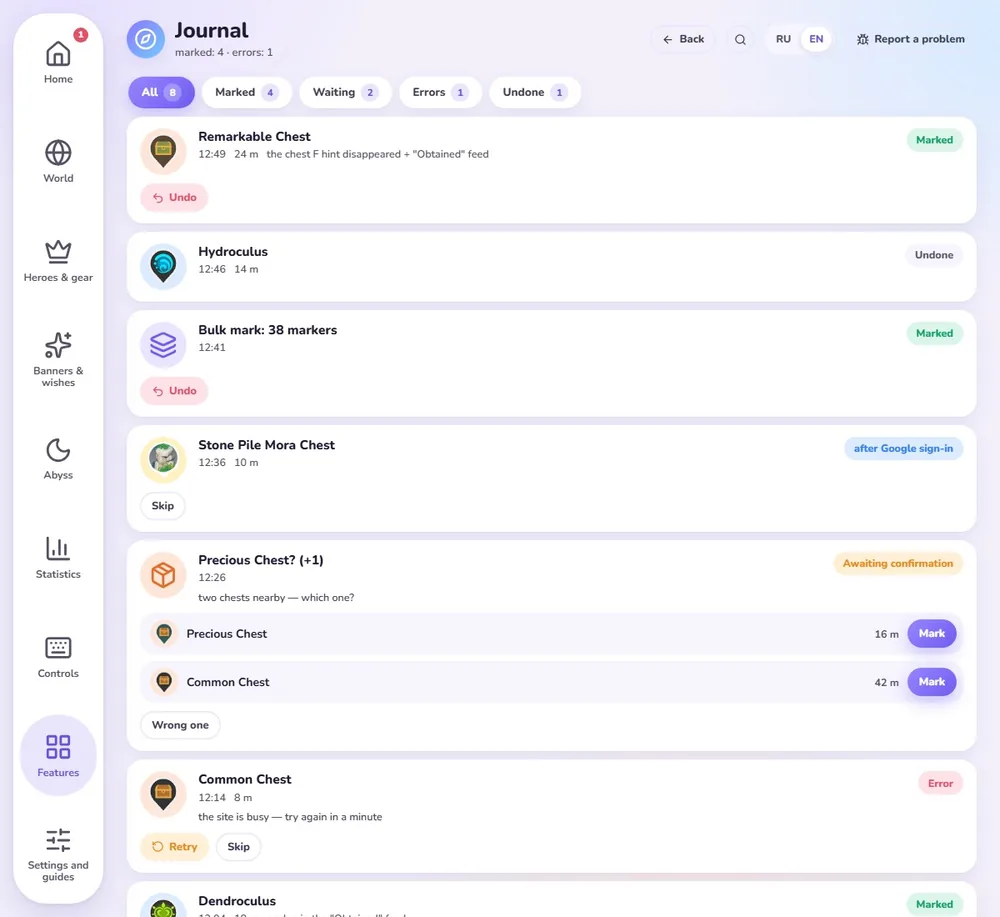 1
Home
World
Heroes & gear
Banners &
wishes
Abyss
Statistics
Controls
Features
Settings and
guides
Journal
marked: 4 · errors: 1
Back
RU
EN
Report a problem
All 8
Marked 4
Waiting 2
Errors 1
Undone 1
Remarkable Chest
12:49 24 m the chest F hint disappeared + "Obtained" feed
Marked
Undo
Hydroculus
12:46 14 m
Undone
Bulk mark: 38 markers
12:41
Marked
Undo
Stone Pile Mora Chest
12:36 10 m
after Google sign-in
Skip
Precious Chest? (+1)
12:26
two chests nearby — which one?
Awaiting confirmation
Precious Chest
16 m
Mark
Common Chest
42 m
Mark
Wrong one
Common Chest
12:14 8 m
the site is busy — try again in a minute
Error
Retry
Skip
Dendroculus
Marked